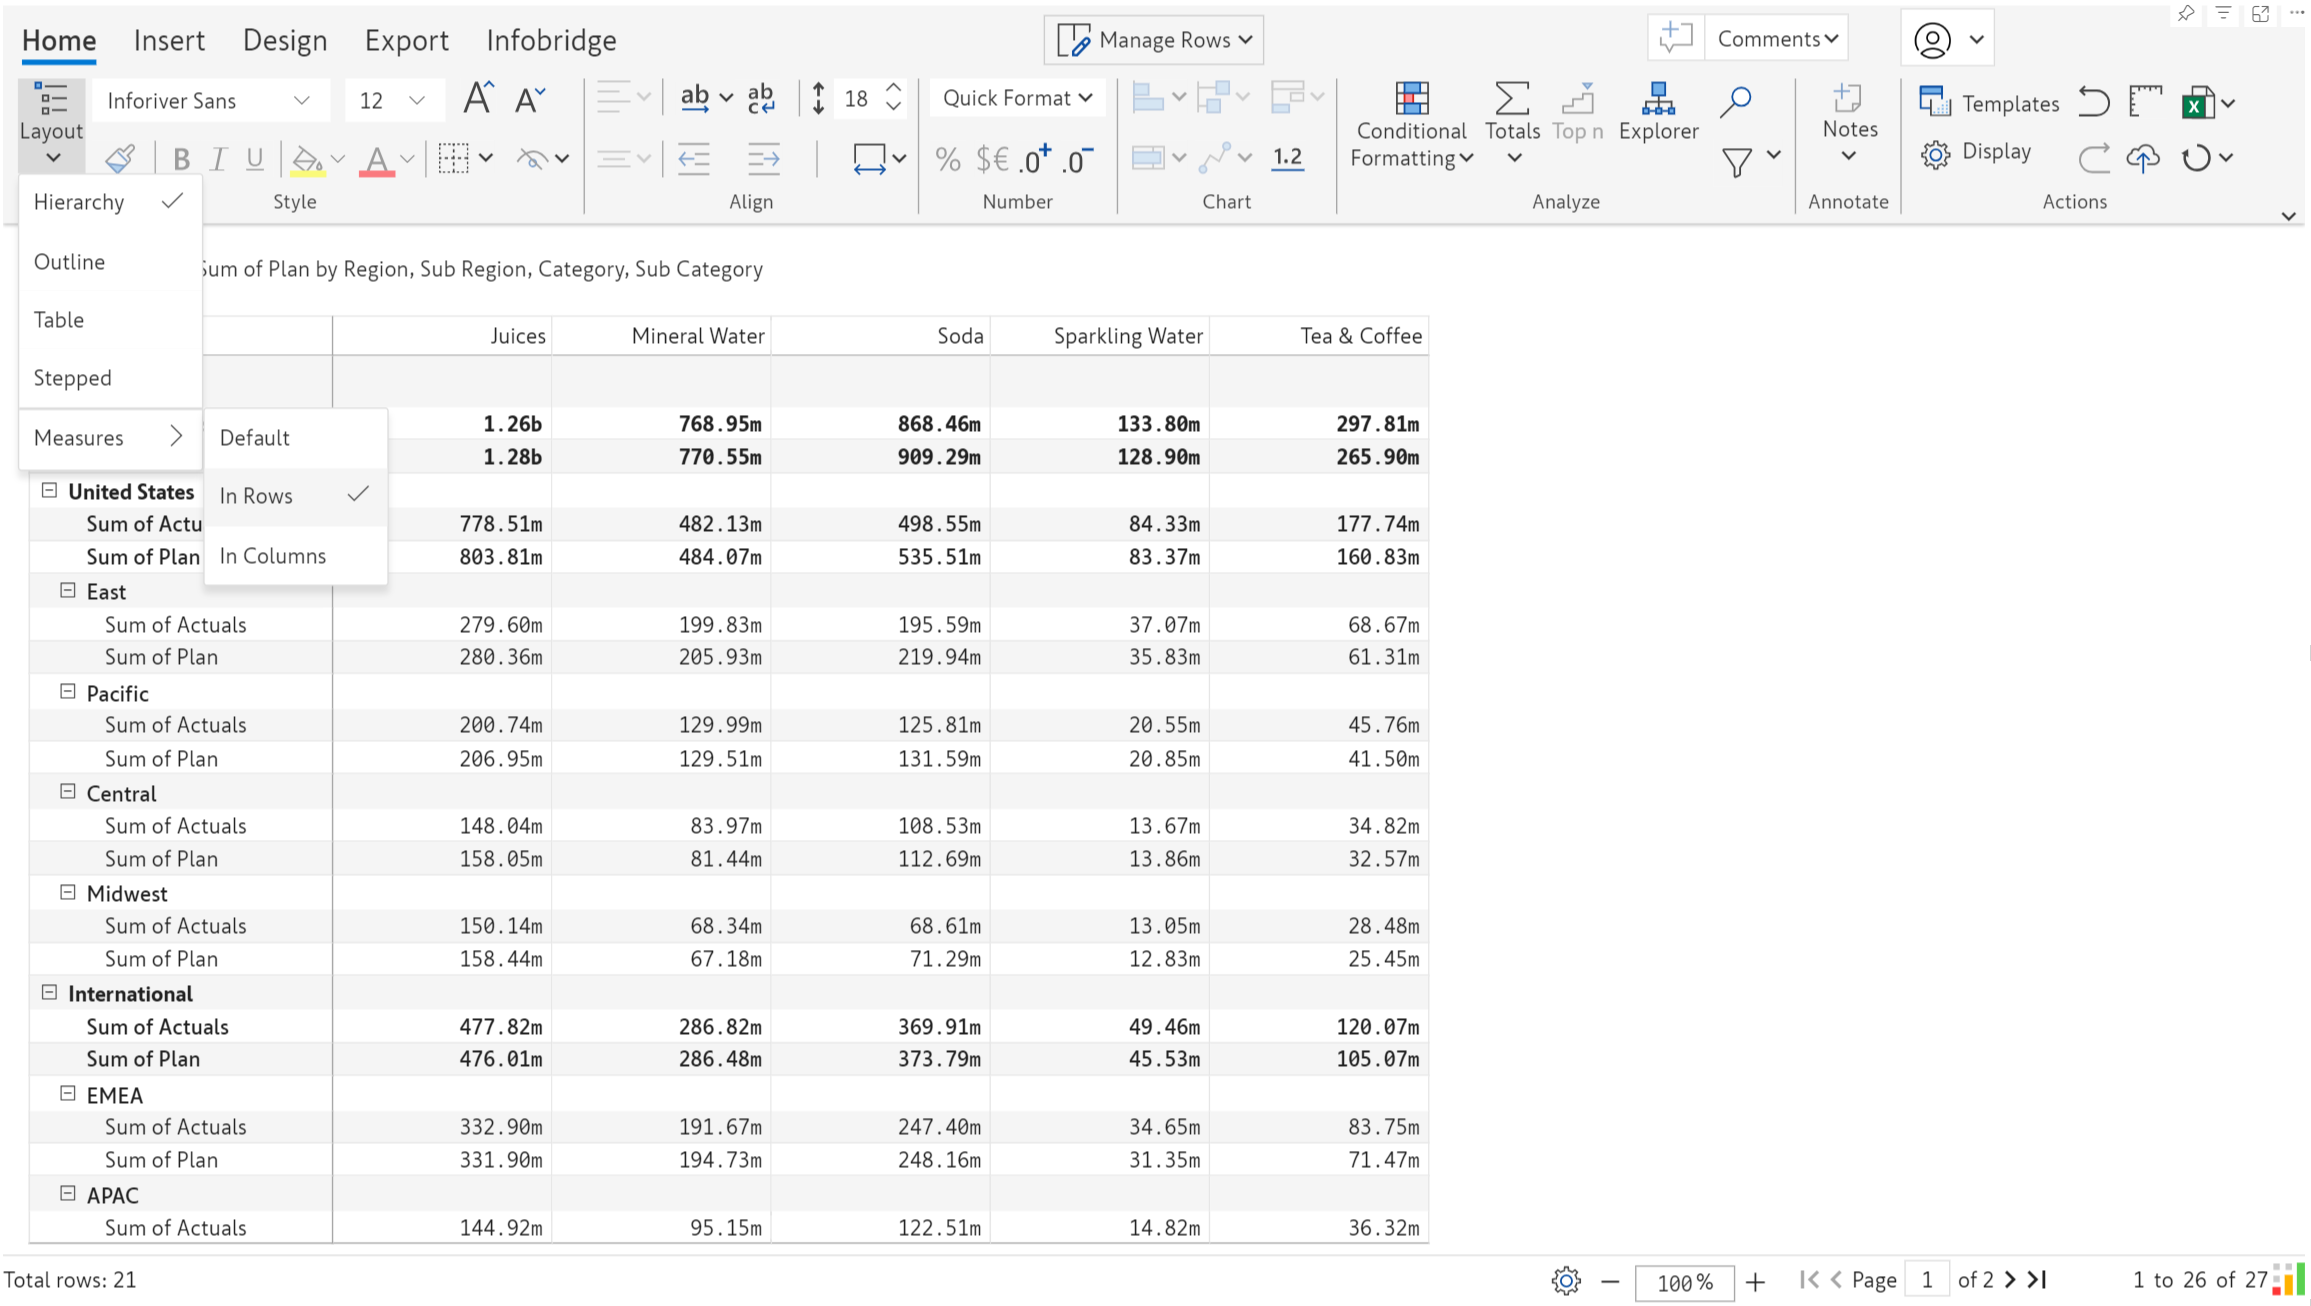 Home Insert Design Export Infobridge Manage Rows Comments
Layout Inforiver Sans 12 A A ab ab c 18 Quick Format Conditional Formatting Totals Top n Explorer Notes Templates
B I U A % $€ .0+ .0- 1.2 Display
Style Align Number Chart Analyze Annotate Actions
Hierarchy
Outline
Table
Stepped
Measures
Default
In Rows
In Columns
Sum of Plan by Region, Sub Region, Category, Sub Category
Juices Mineral Water Soda Sparkling Water Tea & Coffee
1.26b 768.95m 868.46m 133.80m 297.81m
1.28b 770.55m 909.29m 128.90m 265.90m
United States
Sum of Actu 778.51m 482.13m 498.55m 84.33m 177.74m
Sum of Plan 803.81m 484.07m 535.51m 83.37m 160.83m
East
Sum of Actuals 279.60m 199.83m 195.59m 37.07m 68.67m
Sum of Plan 280.36m 205.93m 219.94m 35.83m 61.31m
Pacific
Sum of Actuals 200.74m 129.99m 125.81m 20.55m 45.76m
Sum of Plan 206.95m 129.51m 131.59m 20.85m 41.50m
Central
Sum of Actuals 148.04m 83.97m 108.53m 13.67m 34.82m
Sum of Plan 158.05m 81.44m 112.69m 13.86m 32.57m
Midwest
Sum of Actuals 150.14m 68.34m 68.61m 13.05m 28.48m
Sum of Plan 158.44m 67.18m 71.29m 12.83m 25.45m
International
Sum of Actuals 477.82m 286.82m 369.91m 49.46m 120.07m
Sum of Plan 476.01m 286.48m 373.79m 45.53m 105.07m
EMEA
Sum of Actuals 332.90m 191.67m 247.40m 34.65m 83.75m
Sum of Plan 331.90m 194.73m 248.16m 31.35m 71.47m
APAC
Sum of Actuals 144.92m 95.15m 122.51m 14.82m 36.32m
Total rows: 21 100% Page 1 of 2 1 to 26 of 27